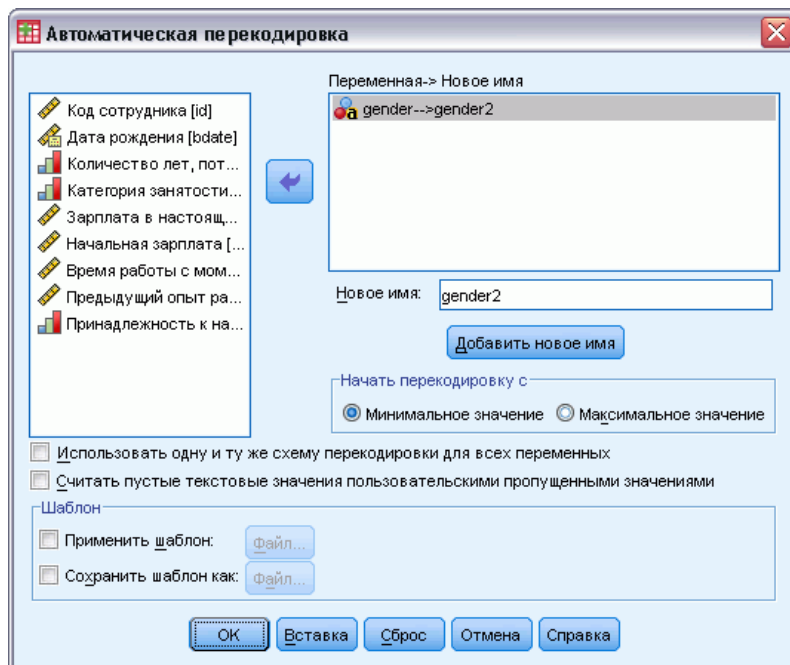 Автоматическая перекодировка
Код сотрудника [id]
Дата рождения [bdate]
Количество лет, пот...
Категория занятости...
Зарплата в настоящ...
Начальная зарплата [...
Время работы с мом...
Предыдущий опыт ра...
Принадлежность к на...
Переменная-> Новое имя
gender-->gender2
Новое имя: gender2
Добавить новое имя
Начать перекодировку с
Минимальное значение Максимальное значение
Использовать одну и ту же схему перекодировки для всех переменных
Считать пустые текстовые значения пользовательскими пропущенными значениями
Шаблон
Применить шаблон: Файл...
Сохранить шаблон как: Файл...
OK Вставка Сброс Отмена Справка